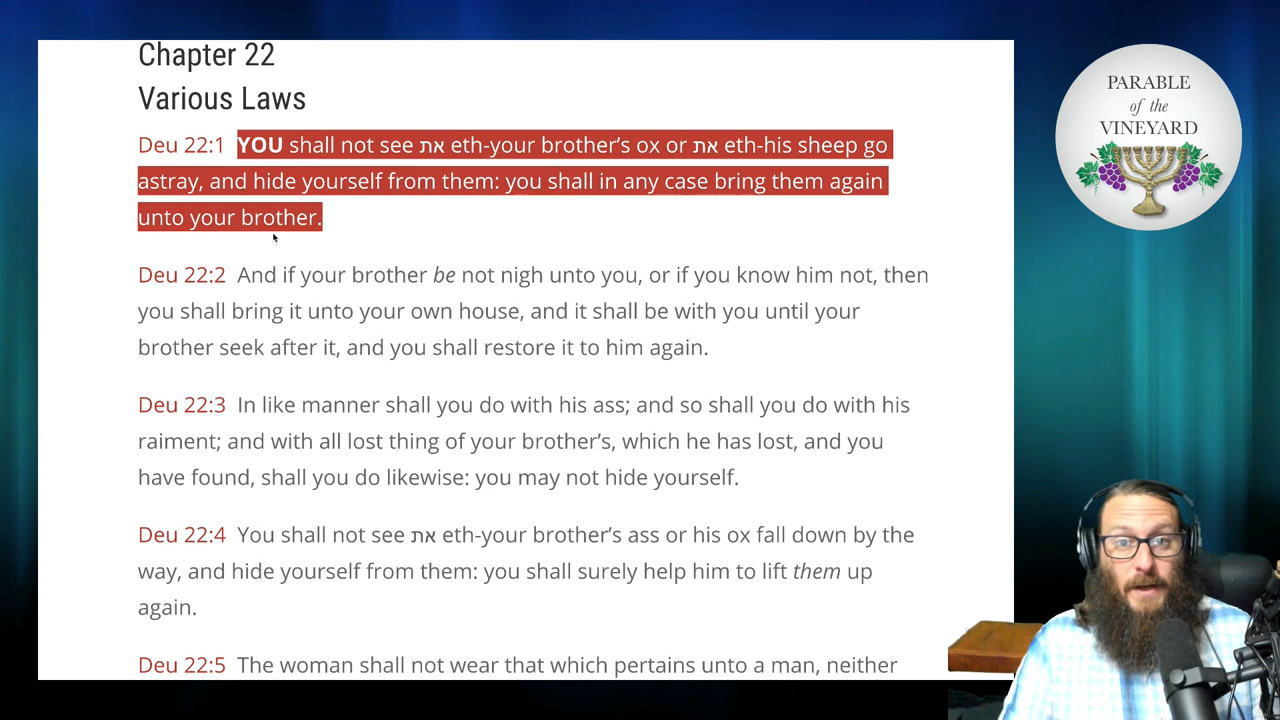 Chapter 22
Various Laws
Deu 22:1 YOU shall not see את eth-your brother’s ox or את eth-his sheep go
astray, and hide yourself from them: you shall in any case bring them again
unto your brother.
Deu 22:2 And if your brother be not nigh unto you, or if you know him not, then
you shall bring it unto your own house, and it shall be with you until your
brother seek after it, and you shall restore it to him again.
Deu 22:3 In like manner shall you do with his ass; and so shall you do with his
raiment; and with all lost thing of your brother’s, which he has lost, and you
have found, shall you do likewise: you may not hide yourself.
Deu 22:4 You shall not see את eth-your brother’s ass or his ox fall down by the
way, and hide yourself from them: you shall surely help him to lift them up
again.
Deu 22:5 The woman shall not wear that which pertains unto a man, neither
PARABLE
of the
VINEYARD